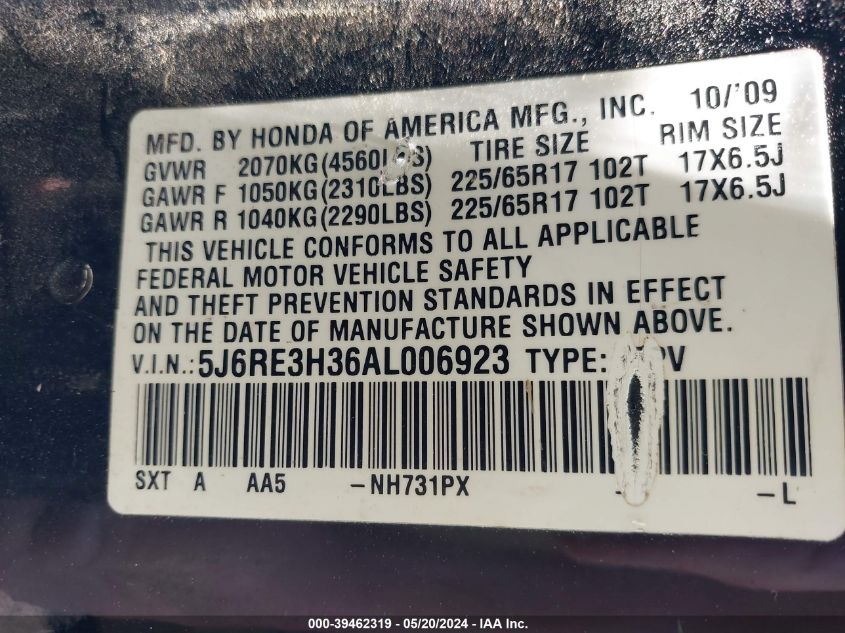 MFD. BY HONDA OF AMERICA MFG., INC. 10/'09
GVWR 2070KG(4560LBS) TIRE SIZE RIM SIZE
GAWR F 1050KG(2310LBS) 225/65R17 102T 17X6.5J
GAWR R 1040KG(2290LBS) 225/65R17 102T 17X6.5J
THIS VEHICLE CONFORMS TO ALL APPLICABLE
FEDERAL MOTOR VEHICLE SAFETY
AND THEFT PREVENTION STANDARDS IN EFFECT
ON THE DATE OF MANUFACTURE SHOWN ABOVE.
V.I.N.: 5J6RE3H36AL006923 TYPE:
SXT A AA5 -NH731PX - -L
000-39462319 - 05/20/2024 - IAA Inc.